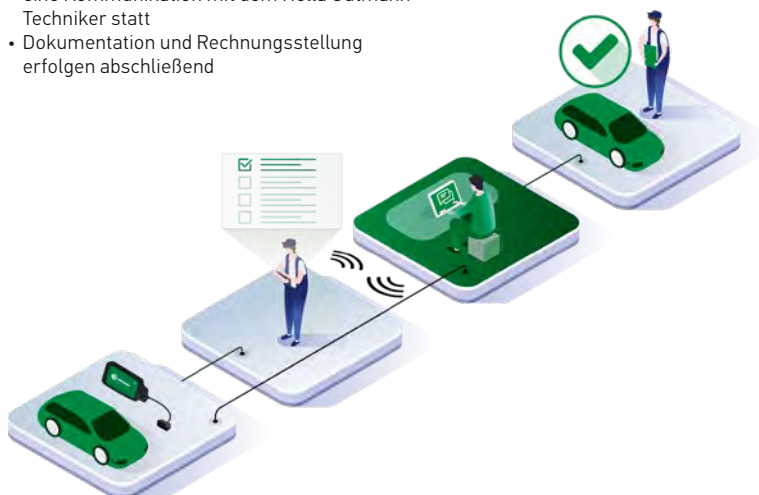 Techniker statt
• Dokumentation und Rechnungsstellung
erfolgen abschließend